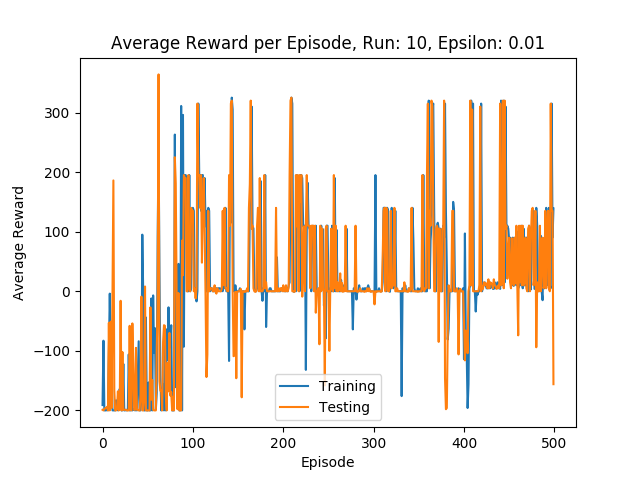 Average Reward per Episode, Run: 10, Epsilon: 0.01
Average Reward
300
200
100
0
−100
−200
Training
Testing
0 100 200 300 400 500
Episode